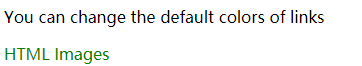 You can change the default colors of links
HTML Images